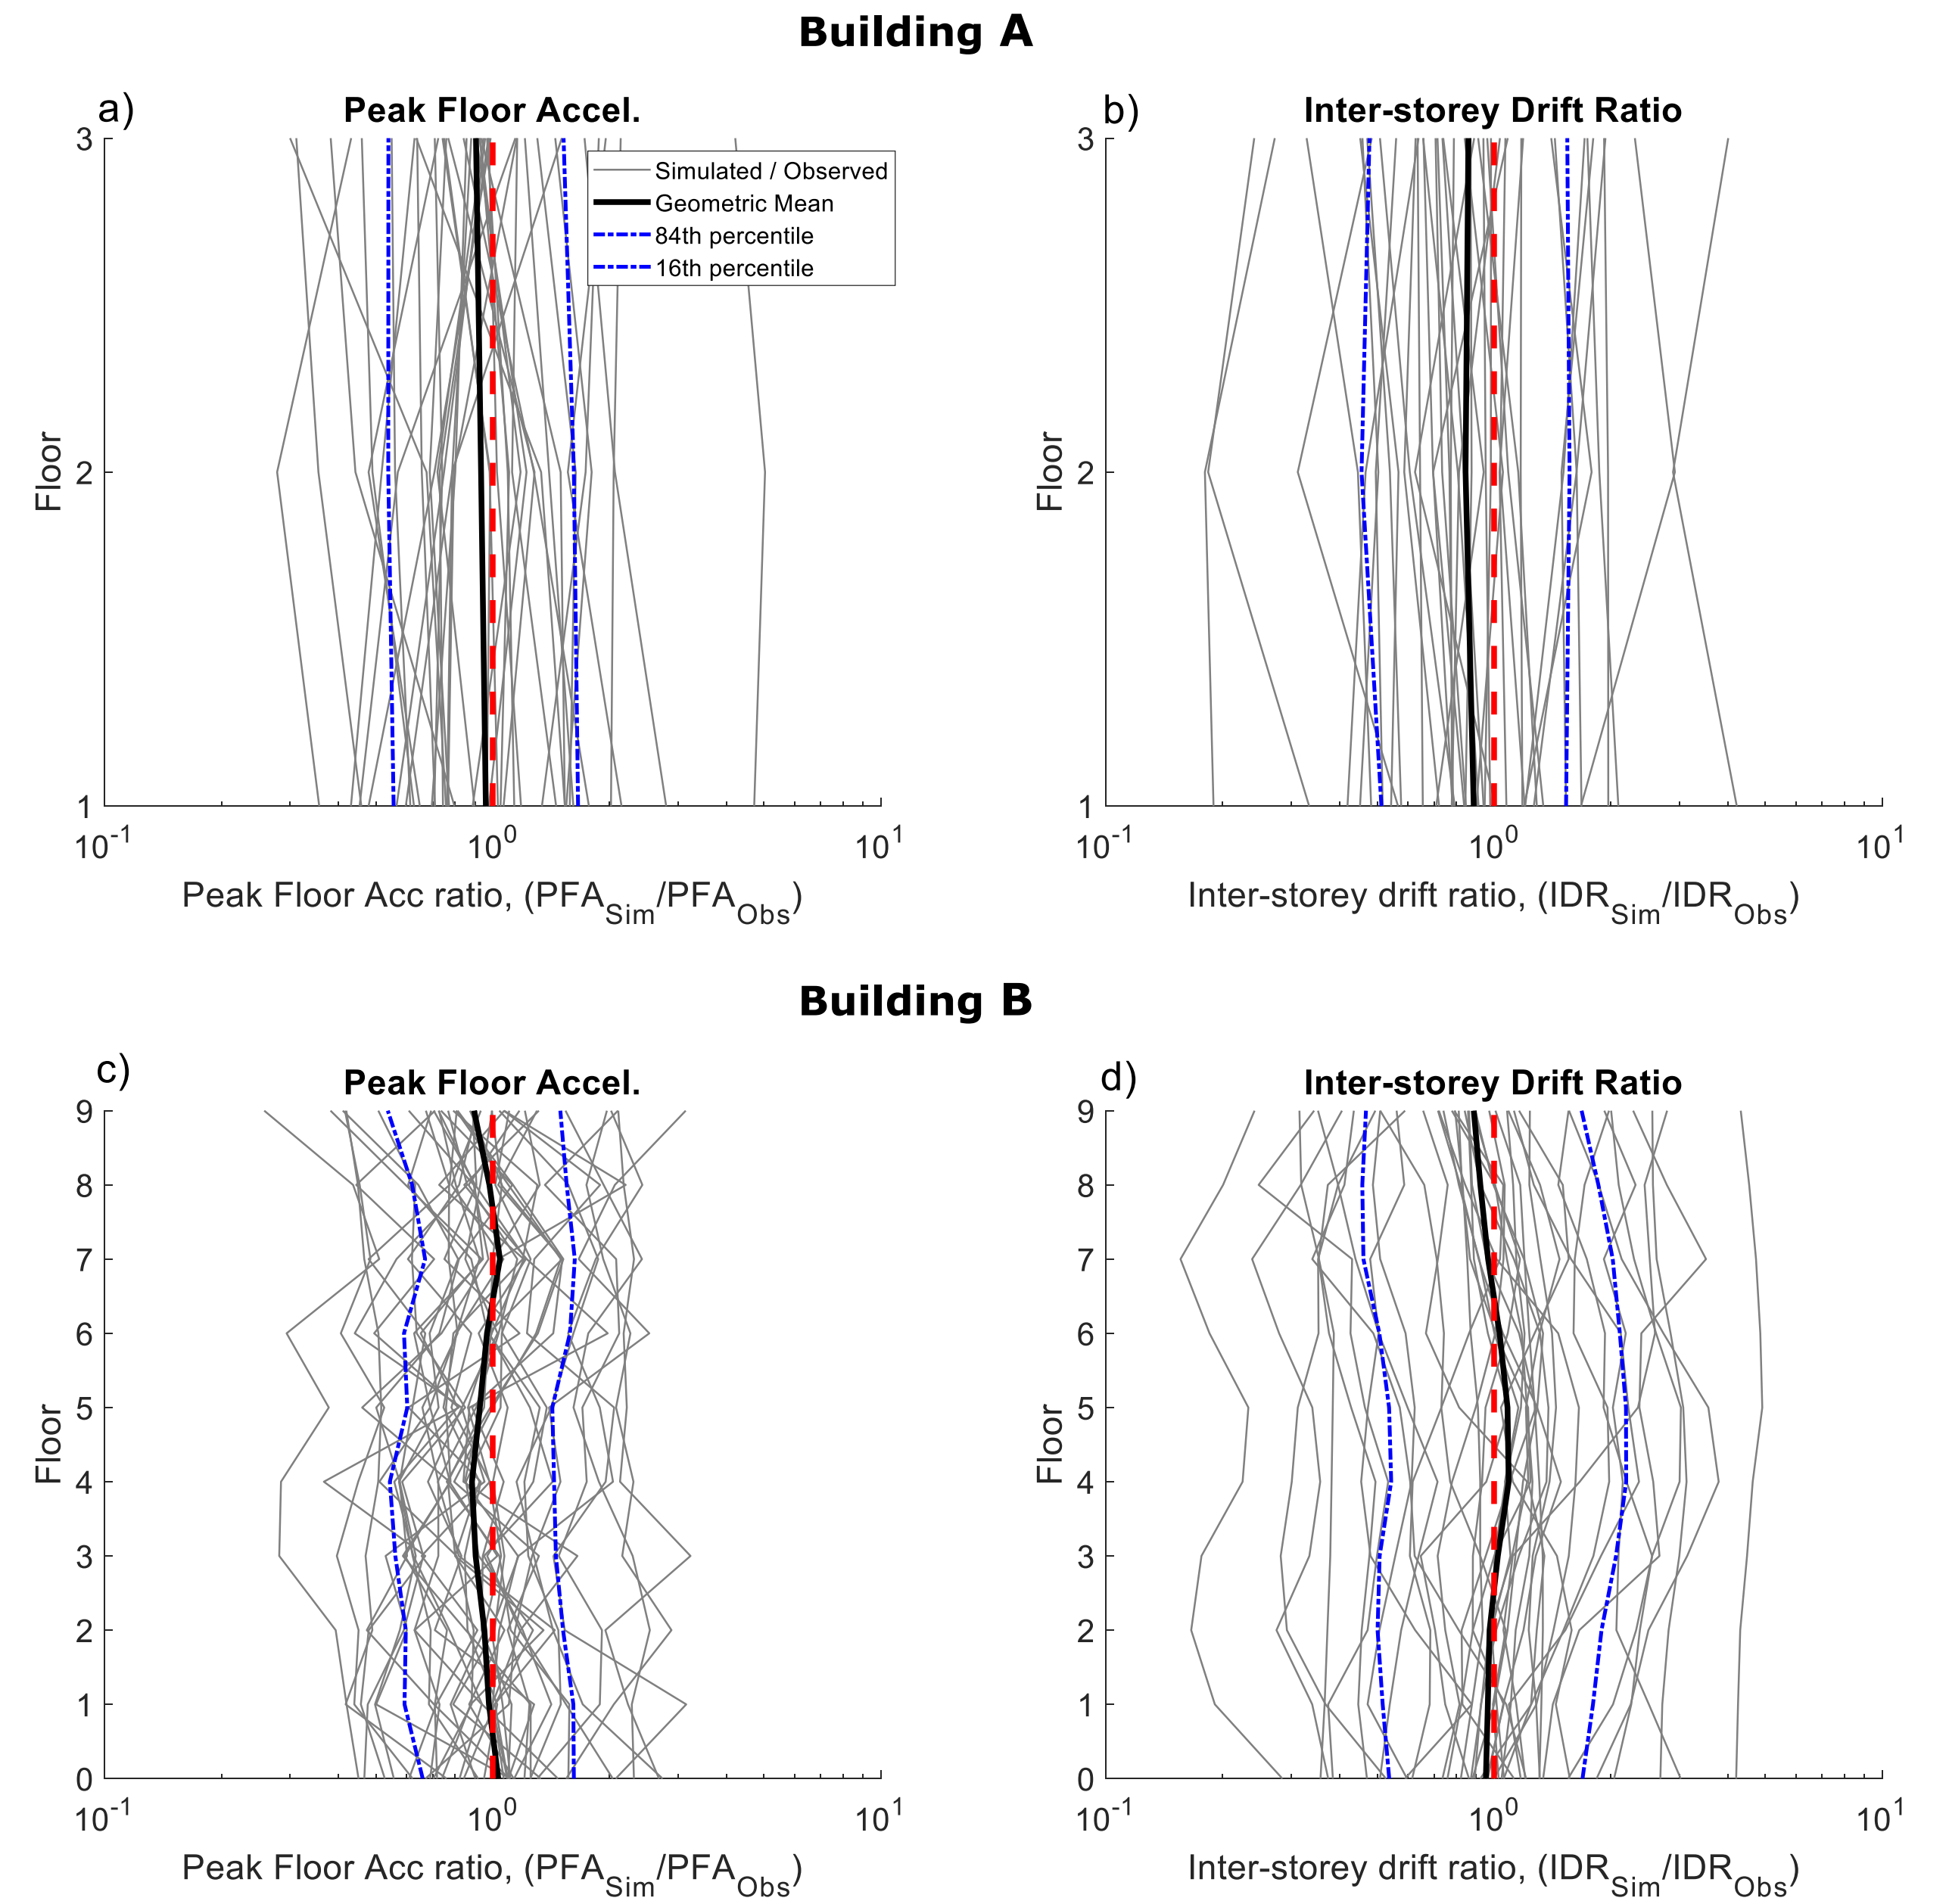 Building A
a)
Peak Floor Accel.
3
2
1
Floor
Simulated / Observed
Geometric Mean
84th percentile
16th percentile
10-1
100
101
Peak Floor Acc ratio, (PFASim/PFAObs)
b)
Inter-storey Drift Ratio
3
2
1
Floor
10-1
100
101
Inter-storey drift ratio, (IDRSim/IDRObs)
Building B
c)
Peak Floor Accel.
9
8
7
6
5
4
3
2
1
0
Floor
10-1
100
101
Peak Floor Acc ratio, (PFASim/PFAObs)
d)
Inter-storey Drift Ratio
9
8
7
6
5
4
3
2
1
0
Floor
10-1
100
101
Inter-storey drift ratio, (IDRSim/IDRObs)